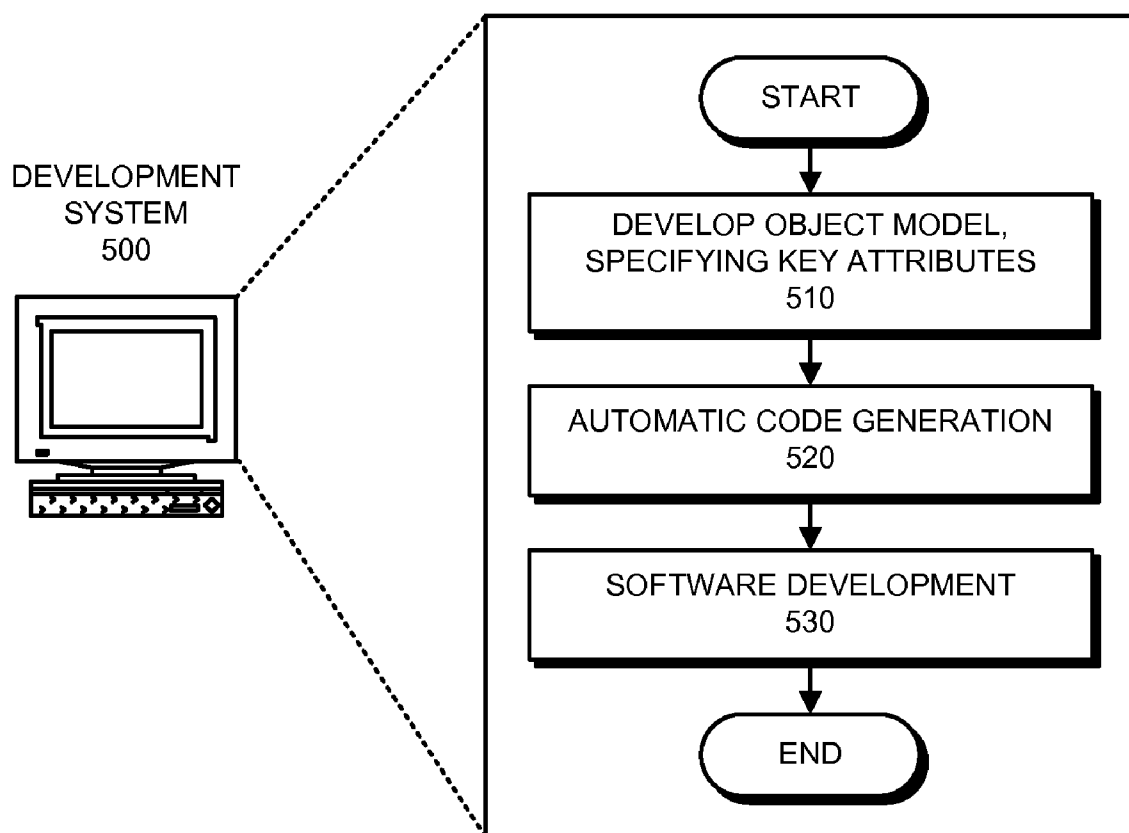 DEVELOPMENT
SYSTEM
500
START
DEVELOP OBJECT MODEL,
SPECIFYING KEY ATTRIBUTES
510
AUTOMATIC CODE GENERATION
520
SOFTWARE DEVELOPMENT
530
END